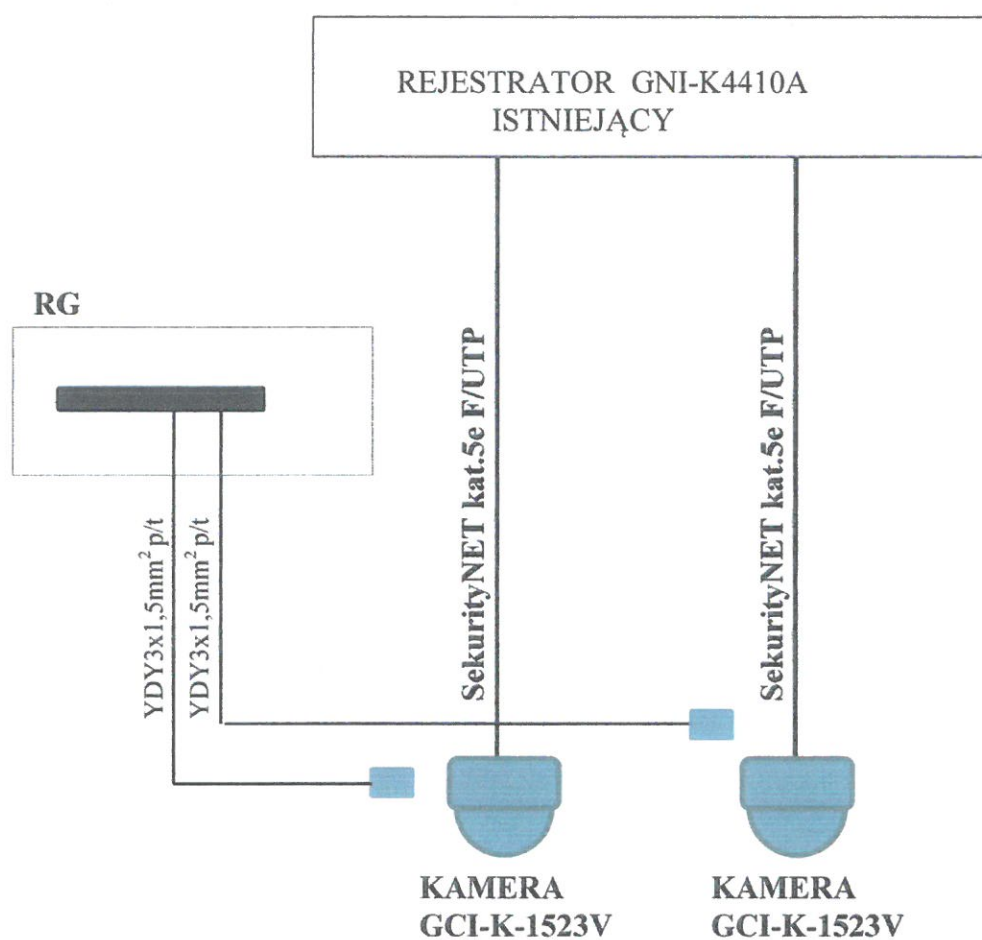 REJESTRATOR GNI-K4410A
ISTNIEJĄCY
RG
YDY3x1,5mm² p/t
YDY3x1,5mm² p/t
SekurityNET kat.5e F/UTP
SekurityNET kat.5e F/UTP
KAMERA
GCI-K-1523V
KAMERA
GCI-K-1523V